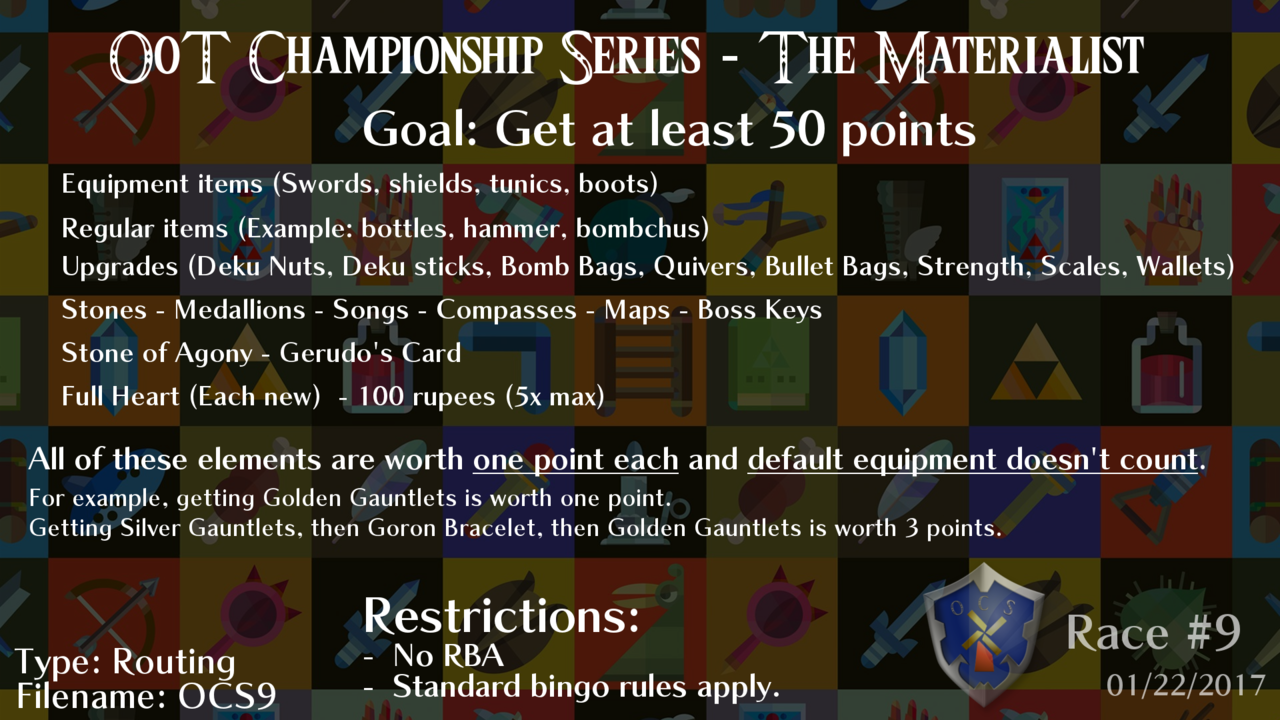 OoT Championship Series - The Materialist
Goal: Get at least 50 points
Equipment items (Swords, shields, tunics, boots)
Regular items (Example: bottles, hammer, bombchus)
Upgrades (Deku Nuts, Deku sticks, Bomb Bags, Quivers, Bullet Bags, Strength, Scales, Wallets)
Stones - Medallions - Songs - Compasses - Maps - Boss Keys
Stone of Agony - Gerudo's Card
Full Heart (Each new)  - 100 rupees (5x max)
All of these elements are worth one point each and default equipment doesn't count.
For example, getting Golden Gauntlets is worth one point.
Getting Silver Gauntlets, then Goron Bracelet, then Golden Gauntlets is worth 3 points.
Restrictions:
- No RBA
- Standard bingo rules apply.
Type: Routing
Filename: OCS9
OCS
Race #9
01/22/2017